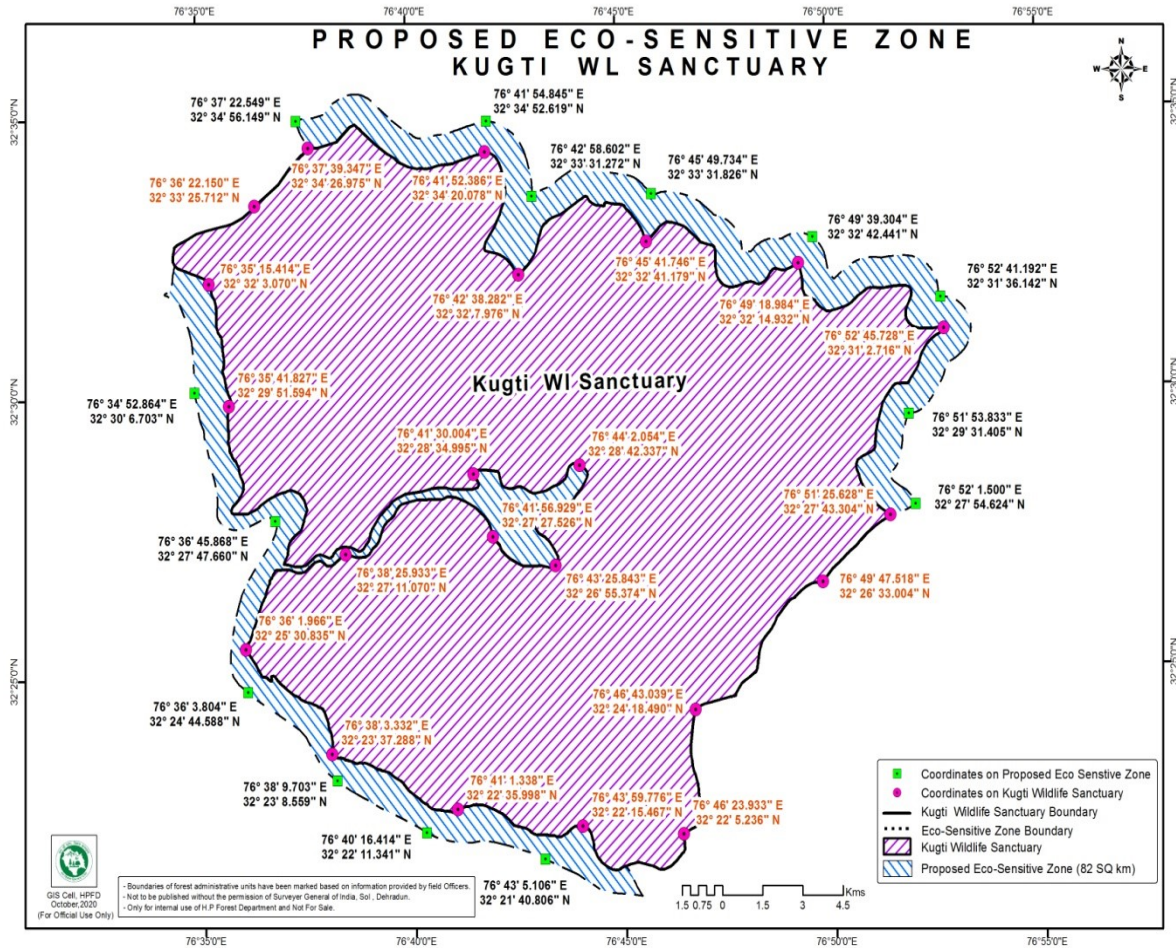 76°35'0"E 76°40'0"E 76°45'0"E 76°50'0"E 76°55'0"E
PROPOSED ECO-SENSITIVE ZONE
KUGTI WL SANCTUARY
N
W E
S
32°35'0"N
76° 37' 22.549" E
32° 34' 56.149" N
76° 41' 54.845" E
32° 34' 52.619" N
76° 37' 39.347" E
32° 34' 26.975" N
76° 41' 52.386" E
32° 34' 20.078" N
76° 42' 58.602" E
32° 33' 31.272" N
76° 45' 49.734" E
32° 33' 31.826" N
76° 36' 22.150" E
32° 33' 25.712" N
76° 49' 39.304" E
32° 32' 42.441" N
76° 35' 15.414" E
32° 32' 3.070" N
76° 42' 38.282" E
32° 32' 7.976" N
76° 45' 41.746" E
32° 32' 41.179" N
76° 49' 18.984" E
32° 32' 14.932" N
76° 52' 41.192" E
32° 31' 36.142" N
76° 52' 45.728" E
32° 31' 2.716" N
32°30'0"N
Kugti Wl Sanctuary
32°30'0"N
76° 34' 52.864" E
32° 30' 6.703" N
76° 35' 41.827" E
32° 29' 51.594" N
76° 51' 53.833" E
32° 29' 31.405" N
76° 41' 30.004" E
32° 28' 34.995" N
76° 44' 2.054" E
32° 28' 42.337" N
76° 41' 56.929" E
32° 27' 27.526" N
76° 51' 25.628" E
32° 27' 43.304" N
76° 52' 1.500" E
32° 27' 54.624" N
76° 36' 45.868" E
32° 27' 47.660" N
76° 38' 25.933" E
32° 27' 11.070" N
76° 43' 25.843" E
32° 26' 55.374" N
76° 49' 47.518" E
32° 26' 33.004" N
76° 36' 1.966" E
32° 25' 30.835" N
32°25'0"N
76° 36' 3.804" E
32° 24' 44.588" N
76° 46' 43.039" E
32° 24' 18.490" N
76° 38' 3.332" E
32° 23' 37.288" N
76° 38' 9.703" E
32° 23' 8.559" N
76° 41' 1.338" E
32° 22' 35.998" N
76° 43' 59.776" E
32° 22' 15.467" N
76° 46' 23.933" E
32° 22' 5.236" N
76° 40' 16.414" E
32° 22' 11.341" N
76° 43' 5.106" E
32° 21' 40.806" N
Coordinates on Proposed Eco Sentive Zone
Coordinates on Kugti Wildlife Sanctuary
Kugti Wildlife Sanctuary Boundary
Eco-Sensitive Zone Boundary
Kugti Wildlife Sanctuary
Proposed Eco-Sensitive Zone (82 SQ km)
GIS Cell, HPFD
October,2020
(For Official Use Only)
- Boundaries of forest administrative units have been marked based on information provided by field Officers.
- Not to be published without the permission of Surveyer General of India, SoI , Dehradun.
- Only for internal use of H.P Forest Department and Not For Sale.
Kms
1.5 0.75 0 1.5 3 4.5
76°35'0"E 76°40'0"E 76°45'0"E 76°50'0"E 76°55'0"E